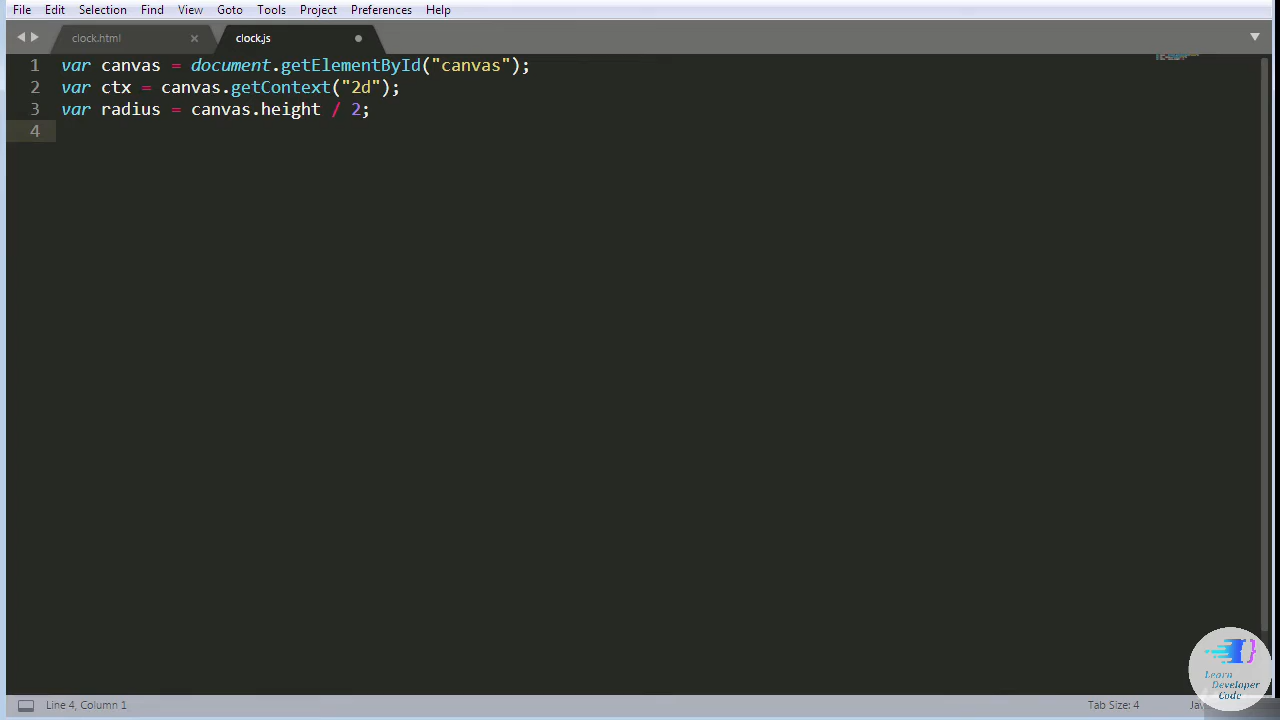 File Edit Selection Find View Goto Tools Project Preferences Help
clock.html clock.js
1 var canvas = document.getElementById("canvas");
2 var ctx = canvas.getContext("2d");
3 var radius = canvas.height / 2;
4
Learn
Developer
Code
Line 4, Column 1 Tab Size: 4